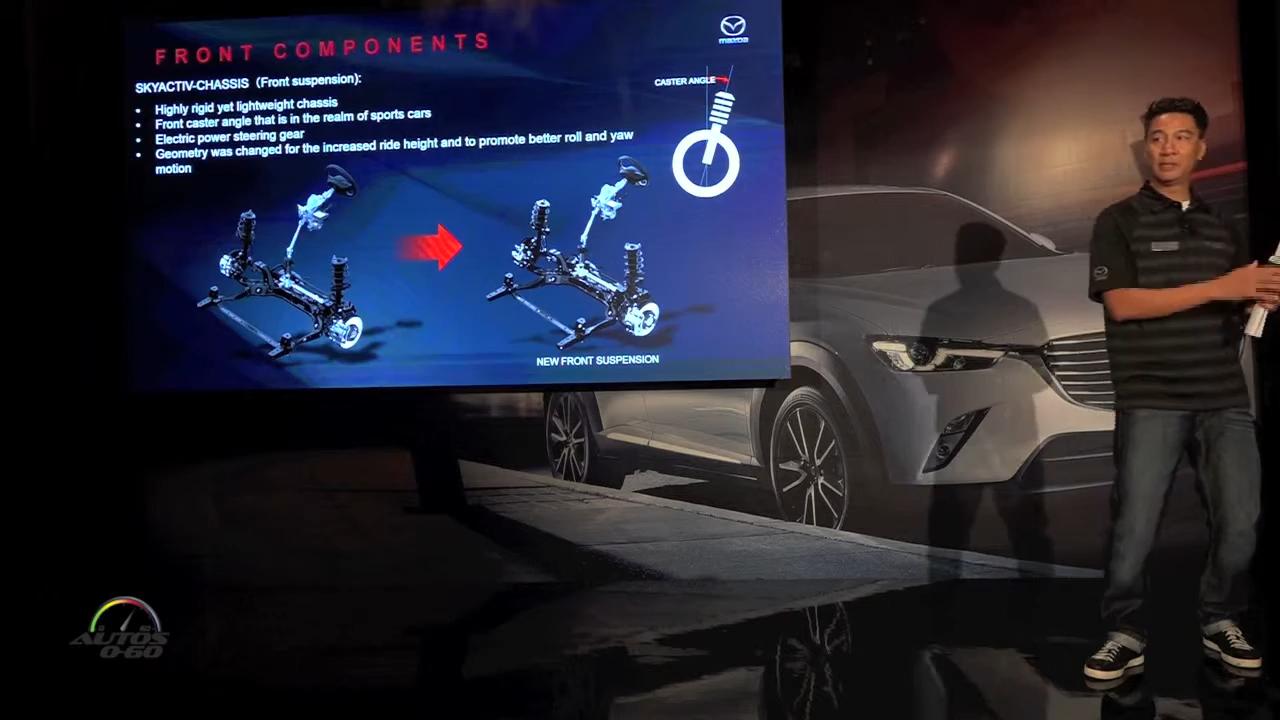 FRONT COMPONENTS
mazda
SKYACTIV-CHASSIS (Front suspension):
• Highly rigid yet lightweight chassis
• Front caster angle that is in the realm of sports cars
• Electric power steering gear
• Geometry was changed for the increased ride height and to promote better roll and yaw
motion
CASTER ANGLE
NEW FRONT SUSPENSION
AUTOS
0-60